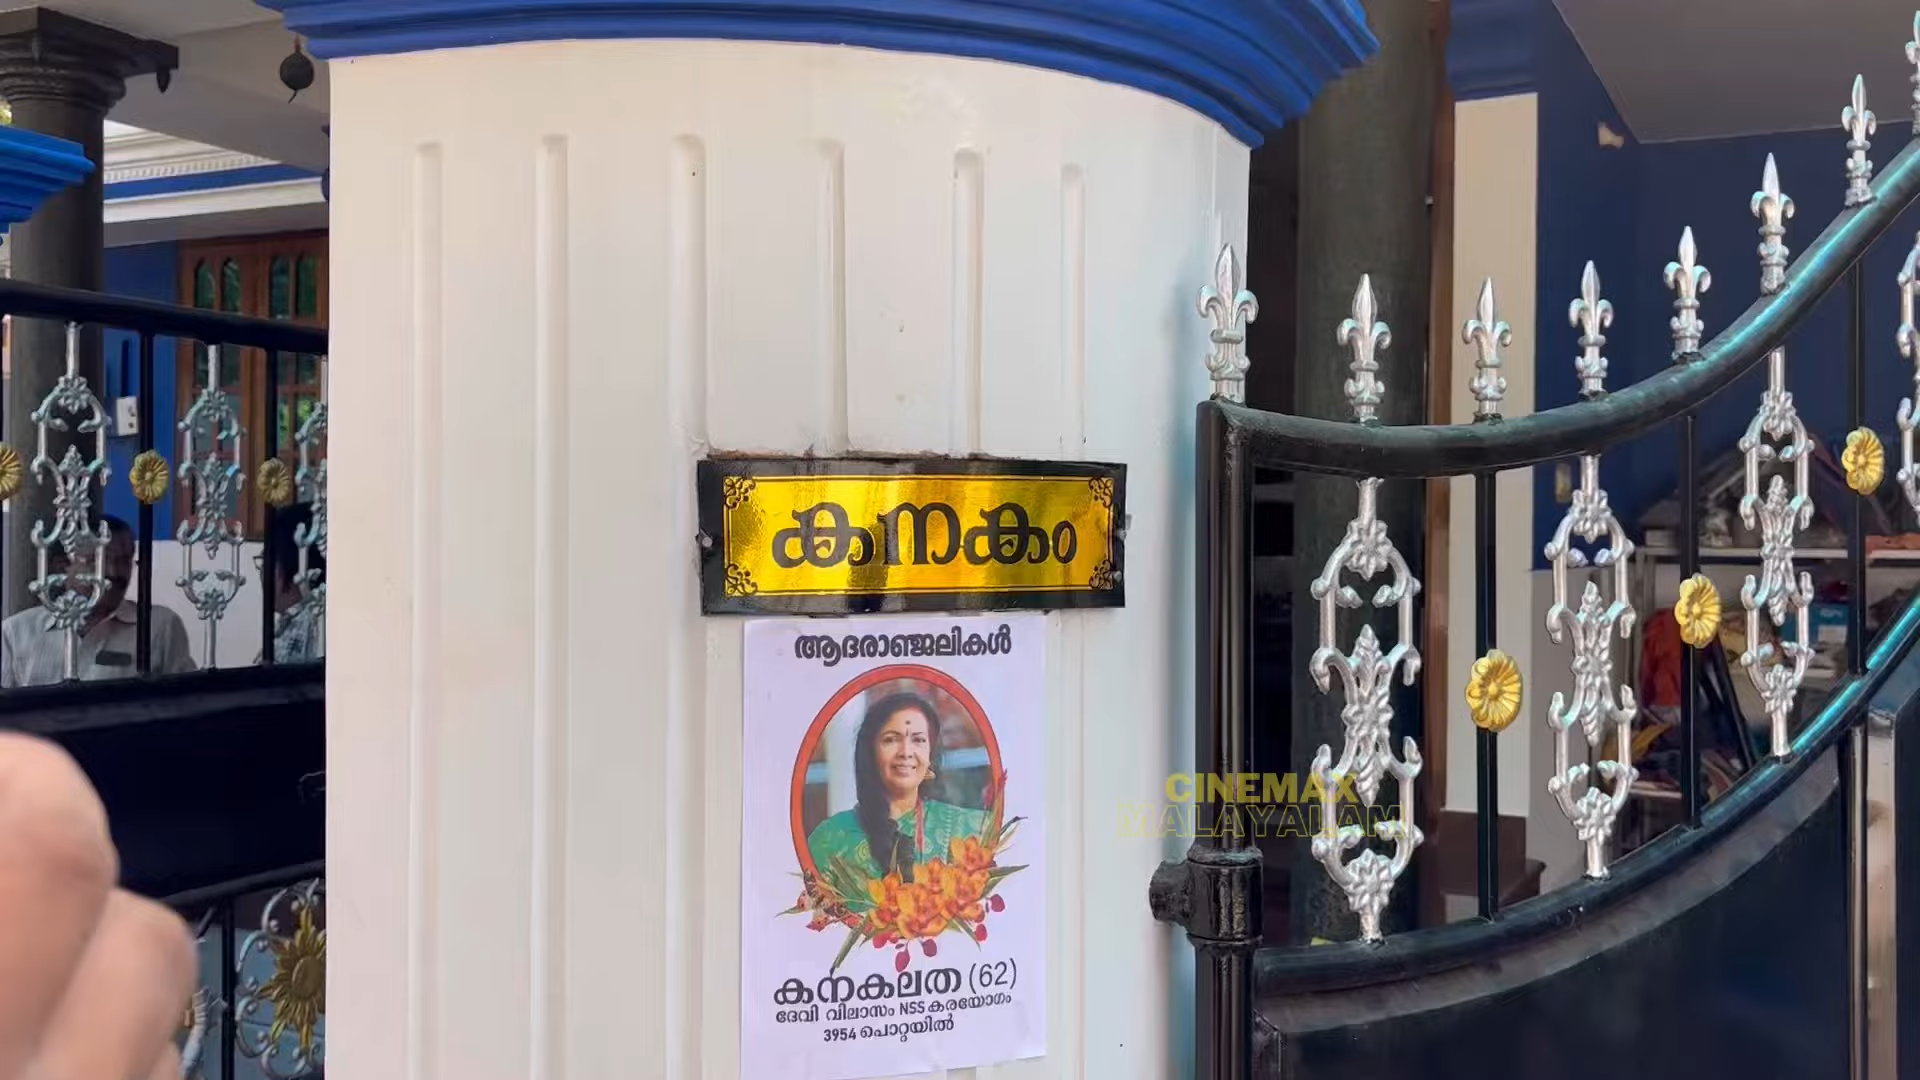 കനകം
ആദരാഞ്ജലികൾ
കനകലത (62)
ദേവി വിലാസം NSS കരയോഗം
3954 പൊറ്റയിൽ
CINEMAX
MALAYALAM